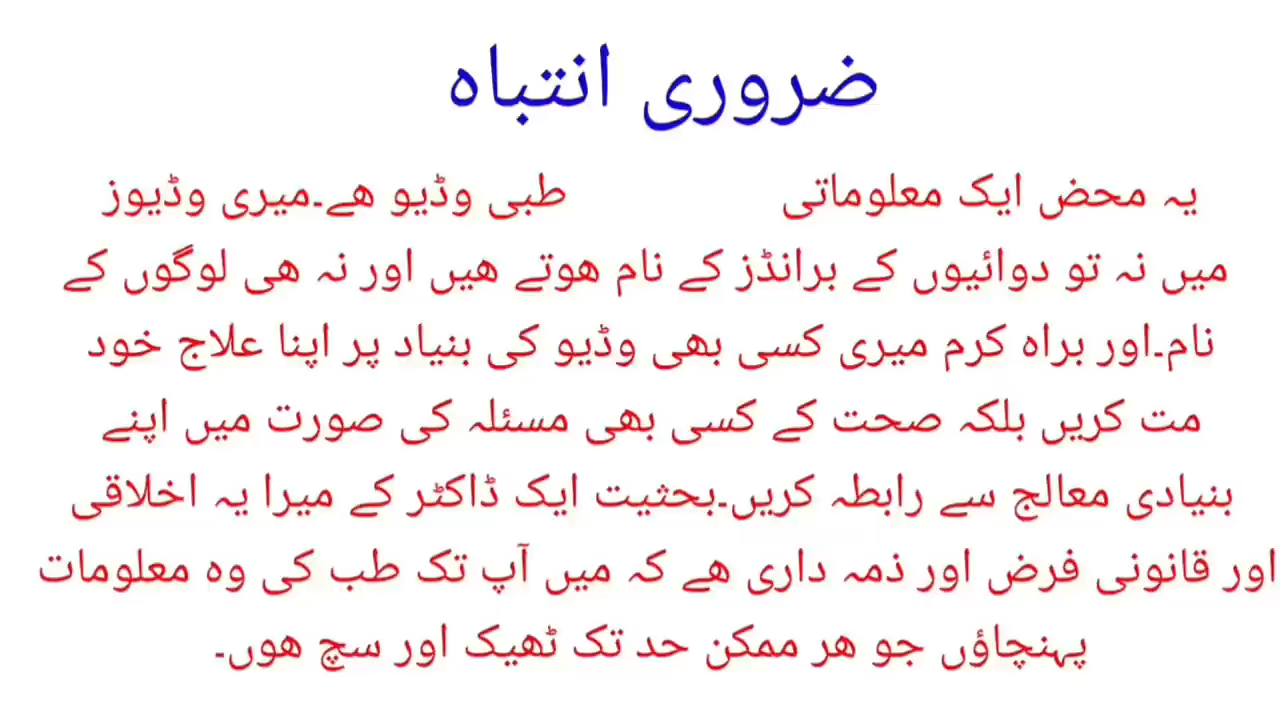 ضروری انتباہ
یہ محض ایک معلوماتی طبی وڈیو ھے۔میری وڈیوز
میں نہ تو دوائیوں کے برانڈز کے نام ھوتے ھیں اور نہ ھی لوگوں کے
نام۔اور براہ کرم میری کسی بھی وڈیو کی بنیاد پر اپنا علاج خود
مت کریں بلکہ صحت کے کسی بھی مسئلہ کی صورت میں اپنے
بنیادی معالج سے رابطہ کریں۔بحثیت ایک ڈاکٹر کے میرا یہ اخلاقی
اور قانونی فرض اور ذمہ داری ھے کہ میں آپ تک طب کی وہ معلومات
پہنچاؤں جو ھر ممکن حد تک ٹھیک اور سچ ھوں۔